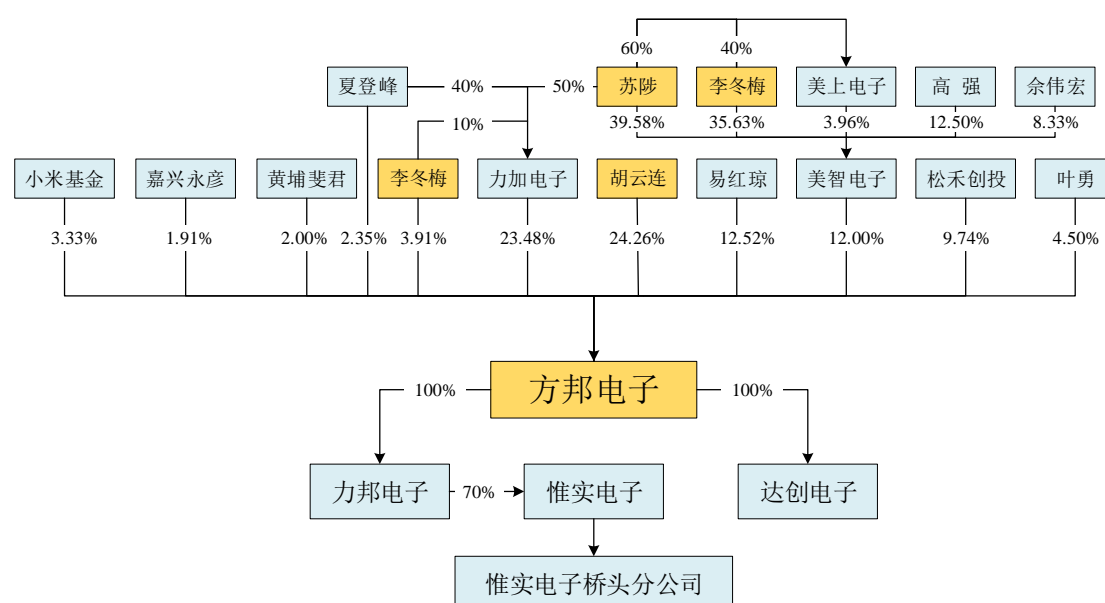 60%
40%
夏登峰
40%
50%
苏陟
李冬梅
美上电子
高 强
佘伟宏
10%
39.58%
35.63%
3.96%
12.50%
8.33%
小米基金
嘉兴永彦
黄埔斐君
李冬梅
力加电子
胡云连
易红琼
美智电子
松禾创投
叶勇
3.33%
1.91%
2.00%
2.35%
3.91%
23.48%
24.26%
12.52%
12.00%
9.74%
4.50%
方邦电子
100%
100%
力邦电子
70%
惟实电子
达创电子
惟实电子桥头分公司